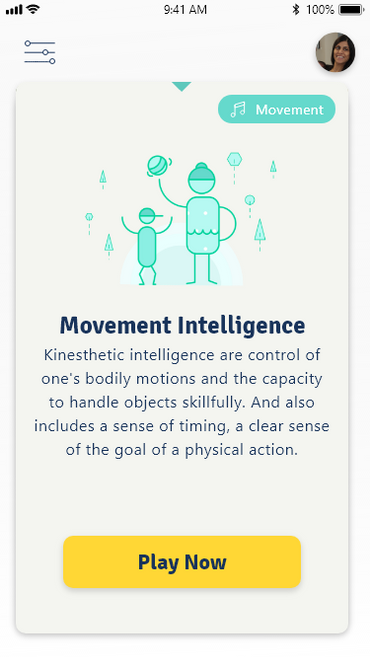 9:41 AM
100%
Movement
Movement Intelligence
Kinesthetic intelligence are control of
one's bodily motions and the capacity
to handle objects skillfully. And also
includes a sense of timing, a clear sense
of the goal of a physical action.
Play Now